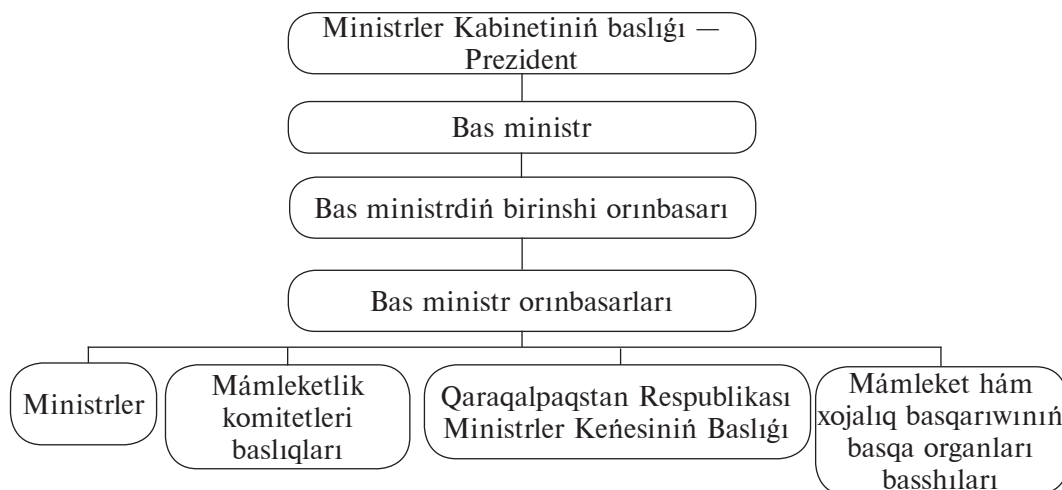 Ministrler Kabinetiniń baslıǵı —
Prezident
Bas ministr
Bas ministrdiń birinshi orınbasarı
Bas ministr orınbasarları
Ministrler
Mámleketlik
komitetleri
baslıqları
Qaraqalpaqstan Respublikası
Ministrler Keńesiniń Baslıǵı
Mámleket hám
xojalıq basqarıwınıń
basqa organları
basshıları